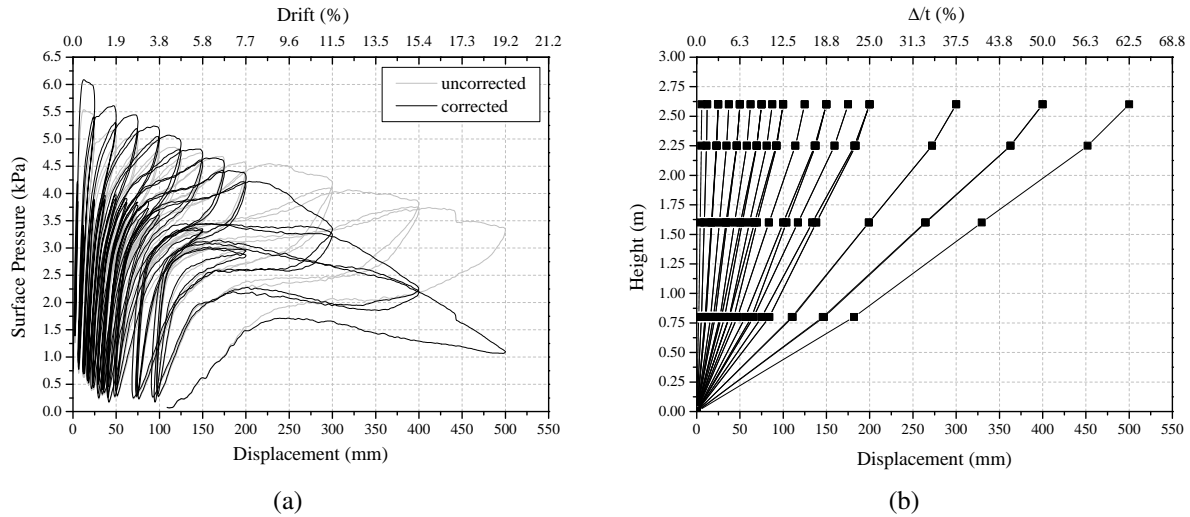 Drift (%)
0.0 1.9 3.8 5.8 7.7 9.6 11.5 13.5 15.4 17.3 19.2 21.2
6.5
6.0
5.5
5.0
4.5
4.0
3.5
3.0
2.5
2.0
1.5
1.0
0.5
0.0
Surface Pressure (kPa)
uncorrected
corrected
0 50 100 150 200 250 300 350 400 450 500 550
Displacement (mm)
(a)
Δ/t (%)
0.0 6.3 12.5 18.8 25.0 31.3 37.5 43.8 50.0 56.3 62.5 68.8
3.00
2.75
2.50
2.25
2.00
1.75
1.50
1.25
1.00
0.75
0.50
0.25
0.00
Height (m)
0 50 100 150 200 250 300 350 400 450 500 550
Displacement (mm)
(b)